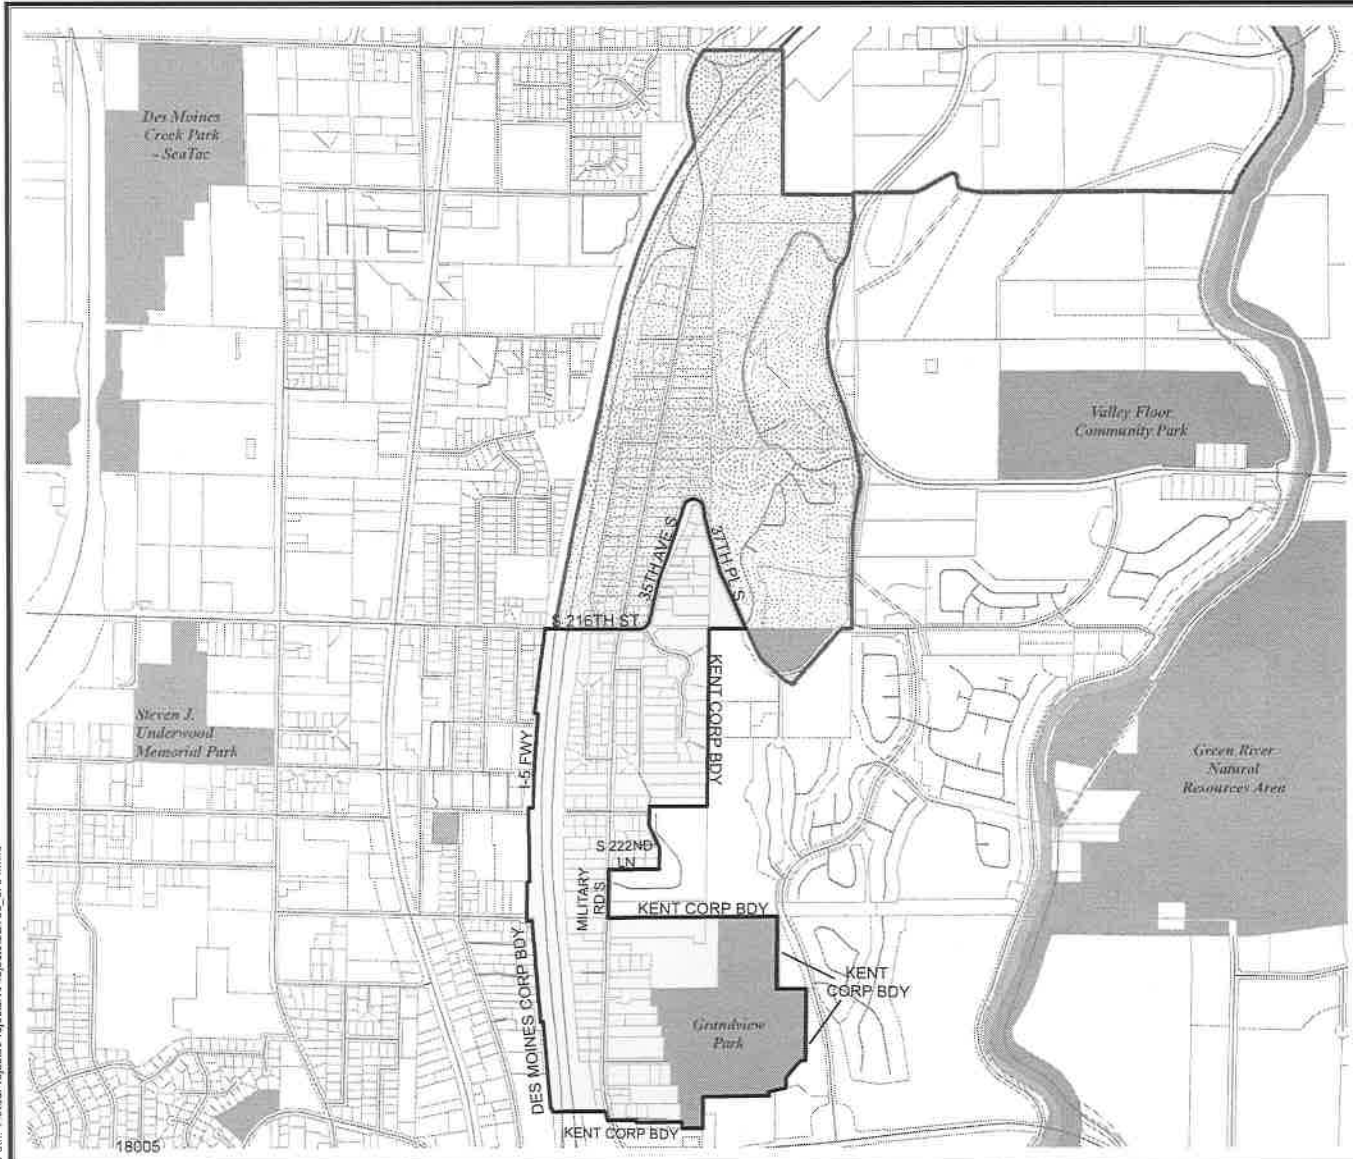 Des Moines
Creek Park
- SeaTac
Valley Floor
Community Park
35TH AVE S
37TH PL S
S 216TH ST
KENT CORP BDY
Steven J.
Underwood
Memorial Park
I-5 FWY
Green River
Natural
Resources Area
S 222ND
LN
MILITARY
RD S
KENT CORP BDY
DES MOINES CORP BDY
KENT
CORP BDY
Grandview
Park
KENT CORP BDY
18005